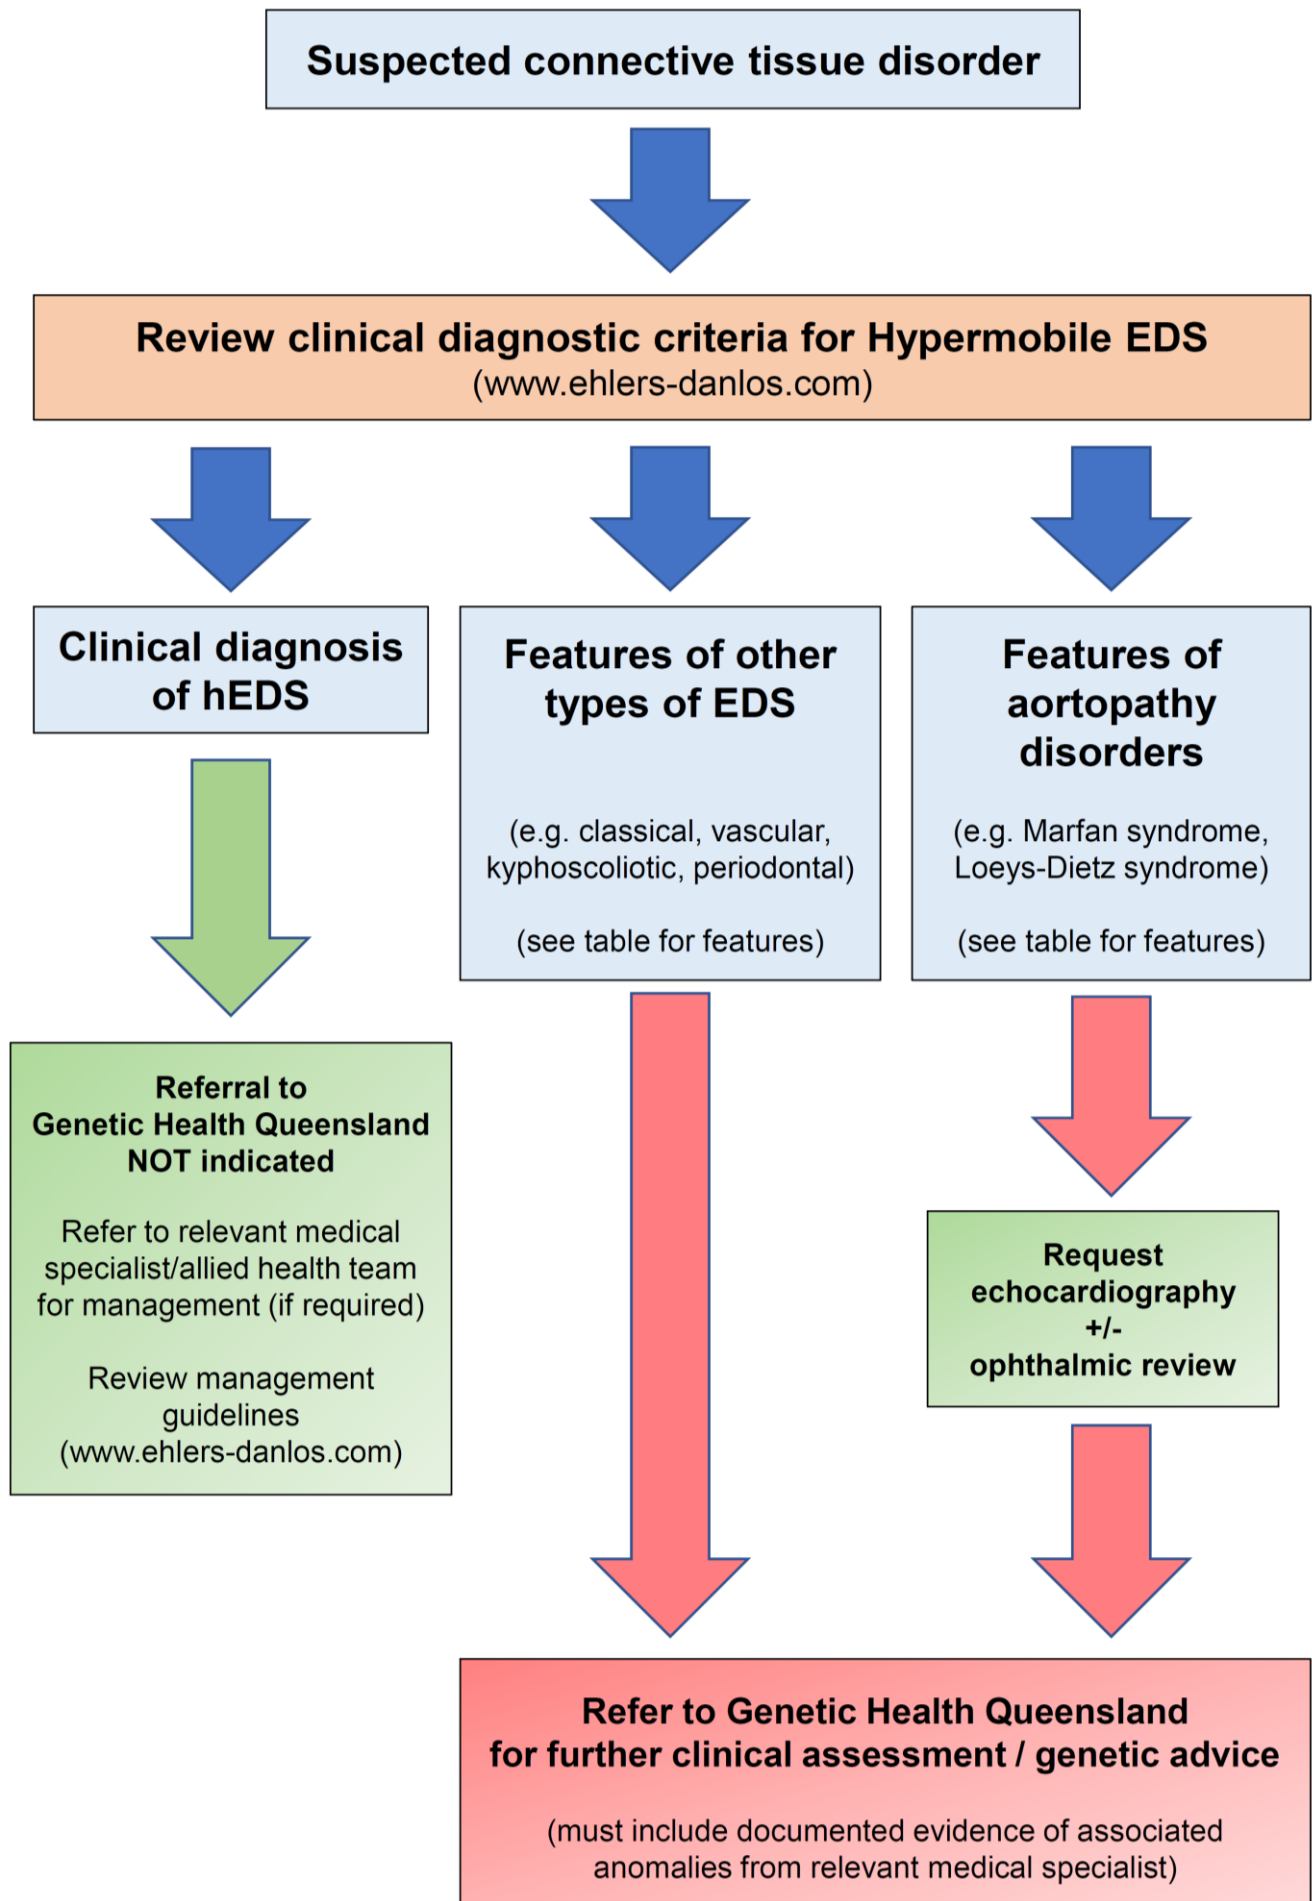 Suspected connective tissue disorder
Review clinical diagnostic criteria for Hypermobile EDS
(www.ehlers-danlos.com)
Clinical diagnosis
of hEDS
Features of other
types of EDS
(e.g. classical, vascular,
kyphoscoliotic, periodontal)
(see table for features)
Features of
aortopathy
disorders
(e.g. Marfan syndrome,
Loeys-Dietz syndrome)
(see table for features)
Referral to
Genetic Health Queensland
NOT indicated
Refer to relevant medical
specialist/allied health team
for management (if required)
Review management
guidelines
(www.ehlers-danlos.com)
Request
echocardiography
+/-
ophthalmic review
Refer to Genetic Health Queensland
for further clinical assessment / genetic advice
(must include documented evidence of associated
anomalies from relevant medical specialist)